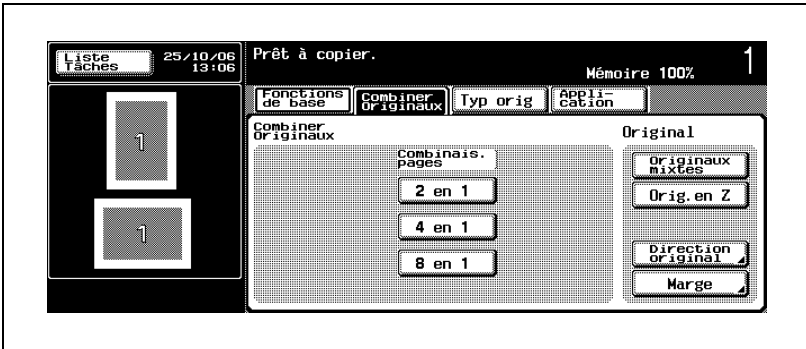 Liste
Tâches
25/10/06
13:06
Prêt à copier.
Mémoire 100%
1
Fonctions
de base
Combiner
Originaux
Typ orig
Appli-
cation
Combiner
Originaux
Original
Combinais.
pages
2 en 1
4 en 1
8 en 1
Originaux
mixtes
Orig.en Z
Direction
original
Marge
1
1